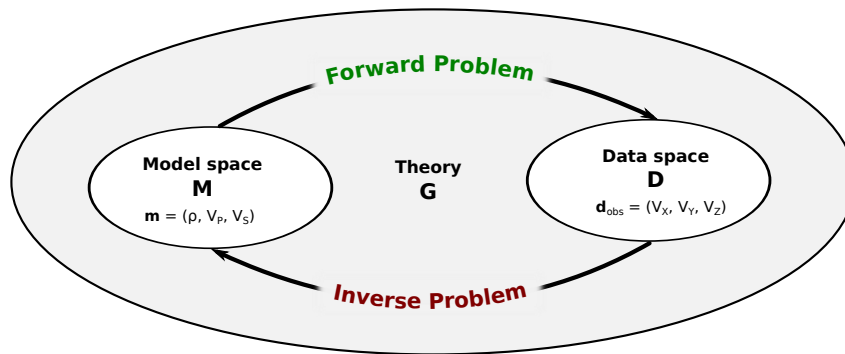 Forward Problem
Model space
M
m = (ρ, V_P, V_S)
Theory
G
Data space
D
d_obs = (V_X, V_Y, V_Z)
Inverse Problem